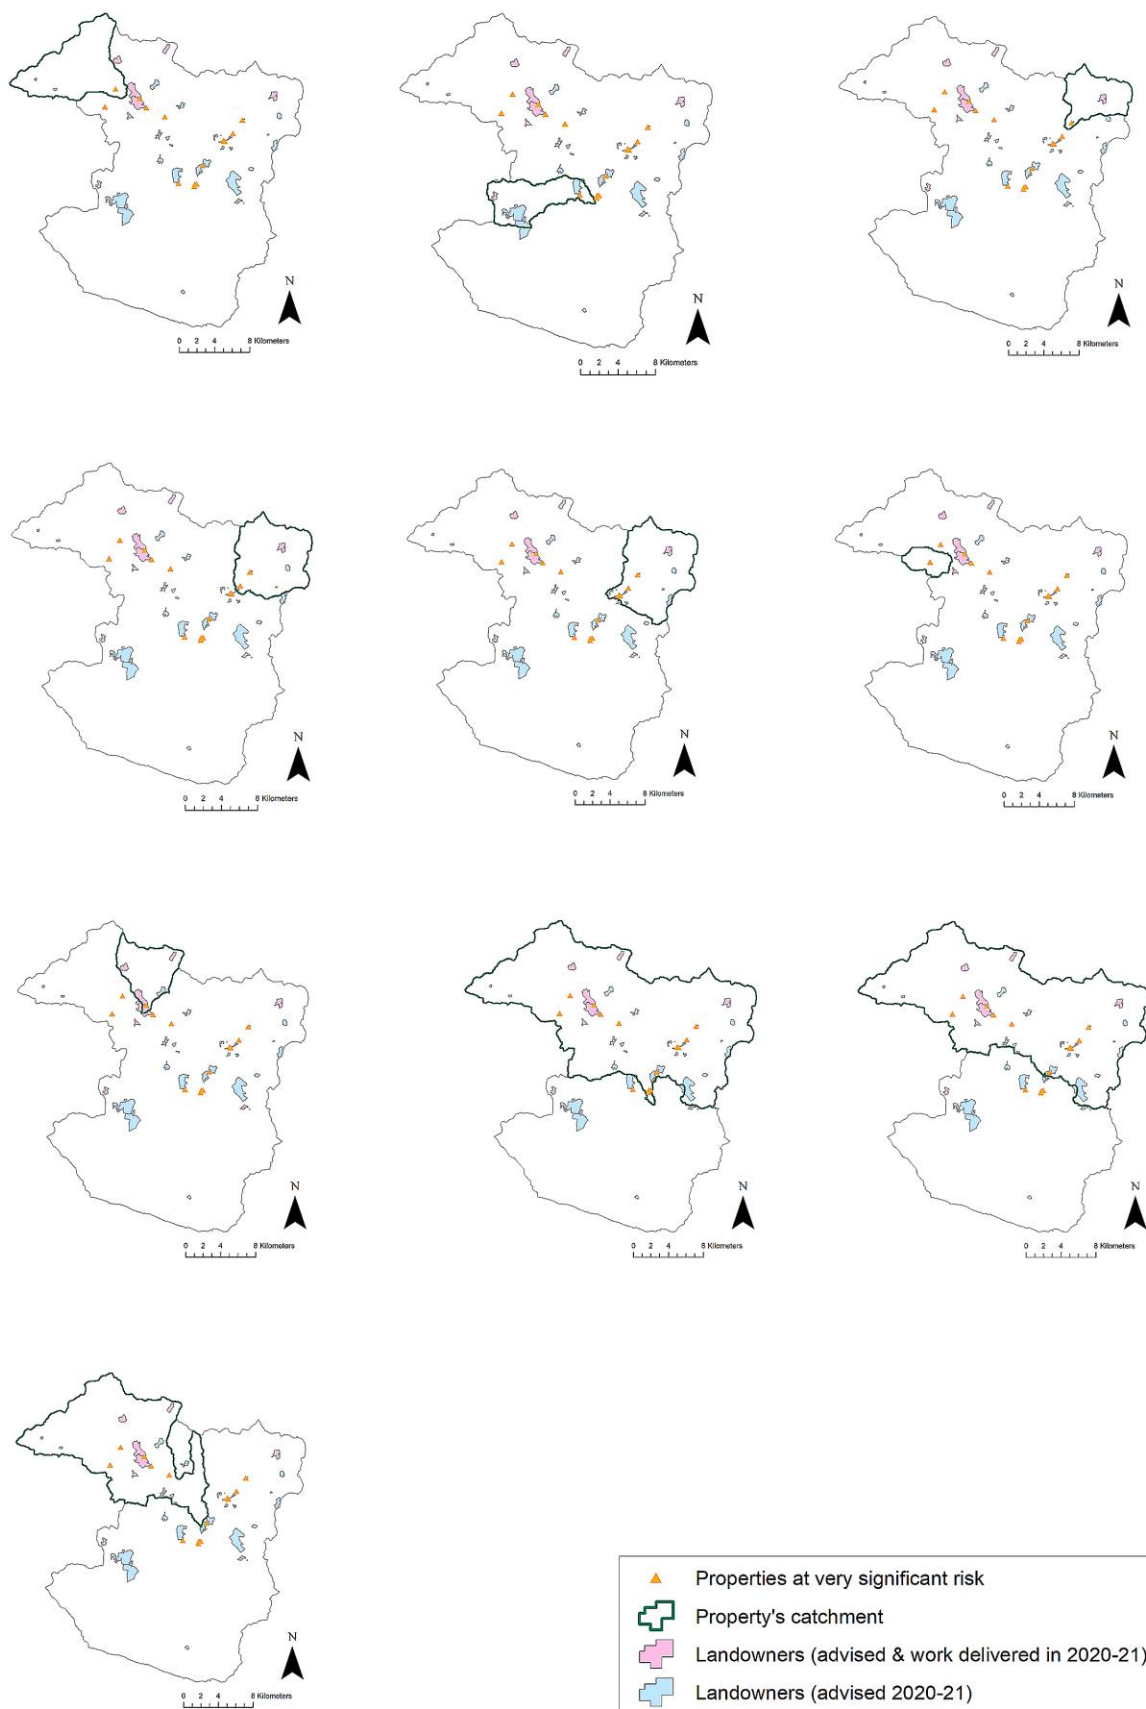 N
0 2 4 8 Kilometers
N
0 2 4 8 Kilometers
N
0 2 4 8 Kilometers
N
0 2 4 8 Kilometers
N
0 2 4 8 Kilometers
N
0 2 4 8 Kilometers
N
0 2 4 8 Kilometers
N
0 2 4 8 Kilometers
N
0 2 4 8 Kilometers
N
0 2 4 8 Kilometers
Properties at very significant risk
Property's catchment
Landowners (advised & work delivered in 2020-21)
Landowners (advised 2020-21)